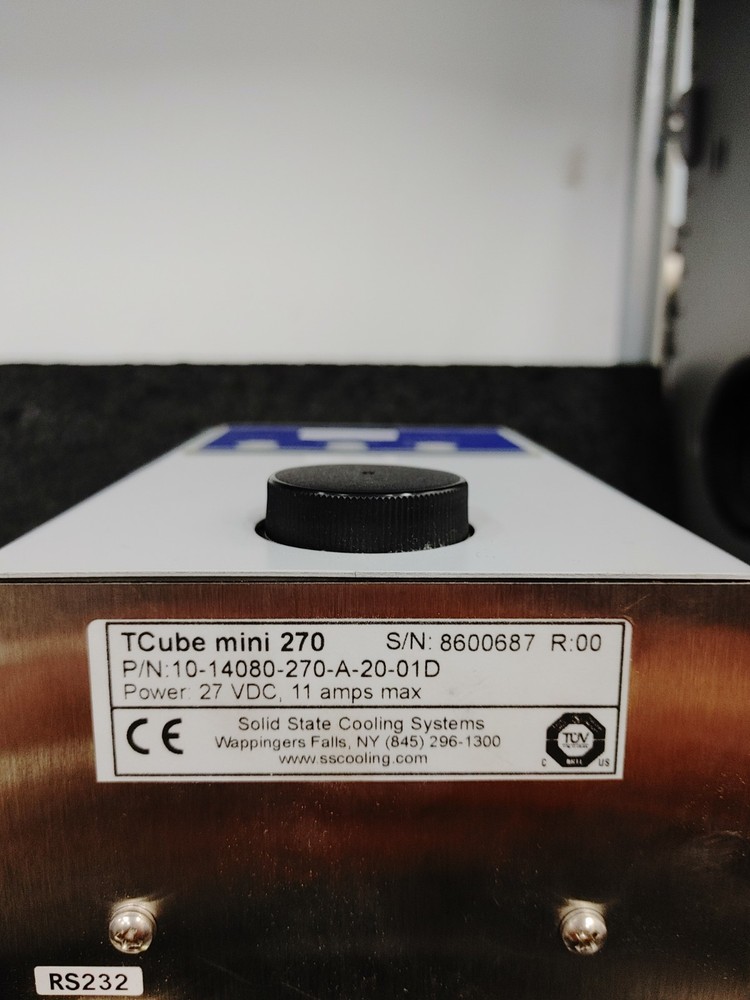 TCube mini 270 S/N: 8600687 R:00
P/N:10-14080-270-A-20-01D
Power: 27 VDC, 11 amps max
CE
Solid State Cooling Systems
Wappingers Falls, NY (845) 296-1300
www.sscooling.com
TUV
C US
RS232